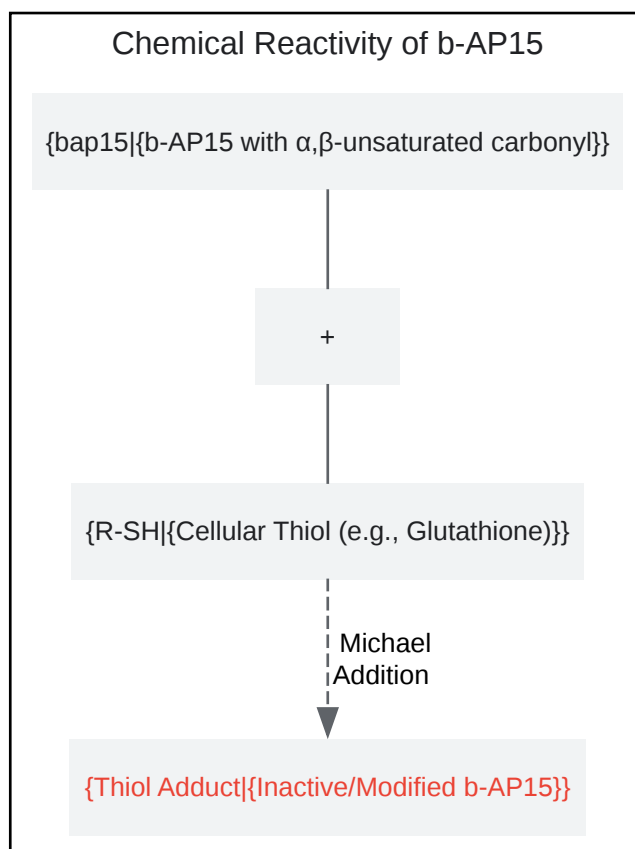 Chemical Reactivity of b-AP15
{bap15|{b-AP15 with α,β-unsaturated carbonyl}}
+
{R-SH|{Cellular Thiol (e.g., Glutathione)}}
Michael
Addition
{Thiol Adduct|{Inactive/Modified b-AP15}}